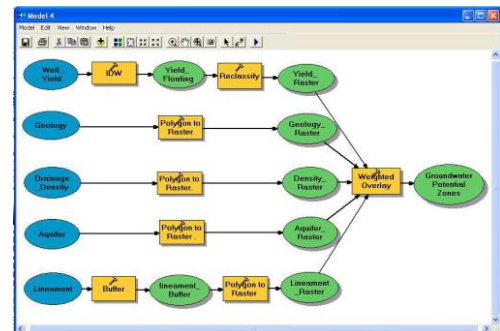 Model 4
Model Edit View Window Help
Well_
Yield
IDW
Yield_
Floating
Reclassify
Yield_
Raster
Geology
Polygon to
Raster
Geology_
Raster
Drainage
_Density
Polygon to
Raster.
Density_
Raster
Weighted
Overlay
Groundwater
Potential
Zones
Aquifer
Polygon to
Raster .
Aquifer_
Raster
Lineament
Buffer
lineament_
Buffer
Polygon to
Raster
Lineament
_Raster